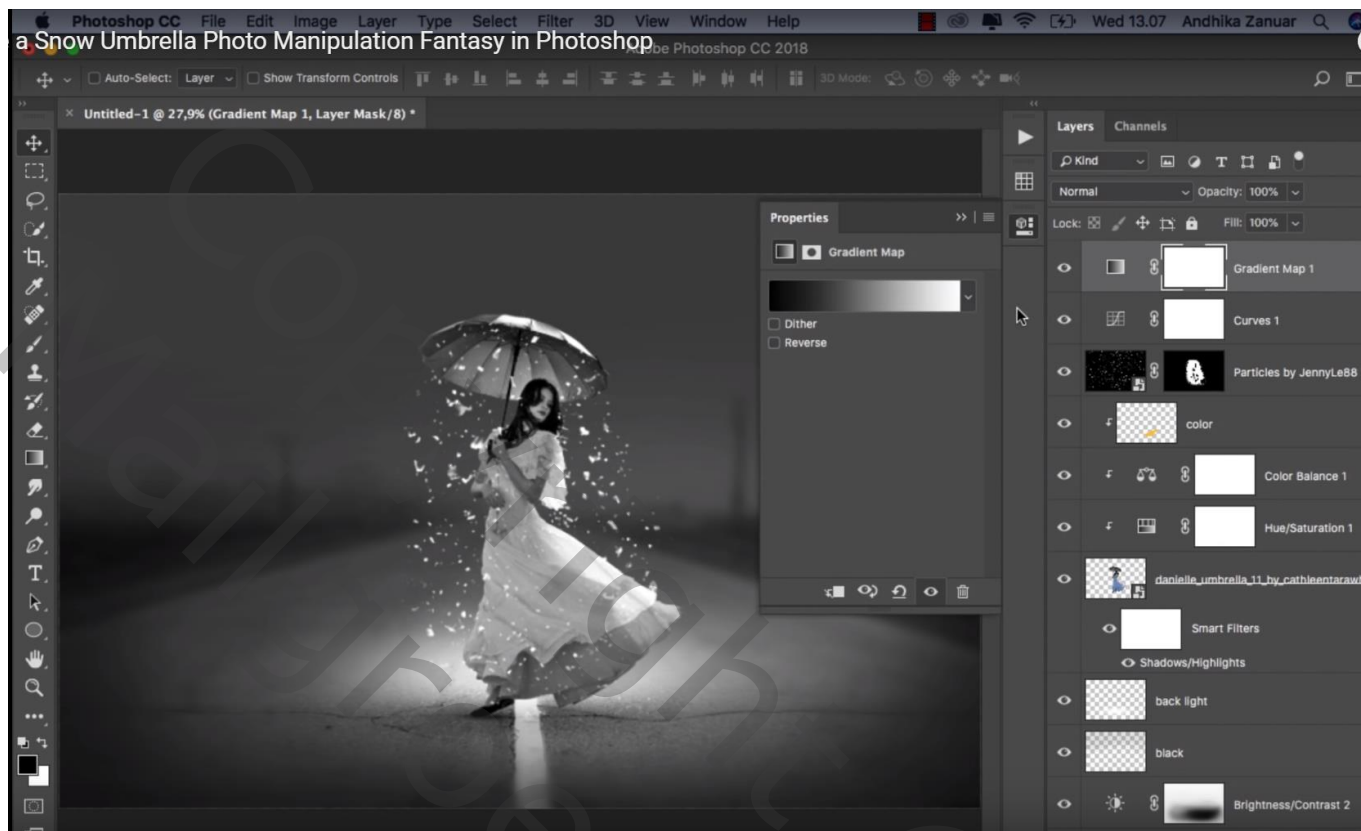 Photoshop CC File Edit Image Layer Type Select Filter 3D View Window Help Wed 13.07 Andhika Zanuar
a Snow Umbrella Photo Manipulation Fantasy in Photoshop
Adobe Photoshop CC 2018
Auto-Select: Layer Show Transform Controls 3D Mode:
Untitled-1 @ 27,9% (Gradient Map 1, Layer Mask/8) *
Layers Channels
Kind
Normal Opacity: 100%
Lock: Fill: 100%
Properties
Gradient Map
Dither
Reverse
Gradient Map 1
Curves 1
Particles by JennyLe88
color
Color Balance 1
Hue/Saturation 1
danielle_umbrella_11_by_cathleentaraw
Smart Filters
Shadows/Highlights
back light
black
Brightness/Contrast 2